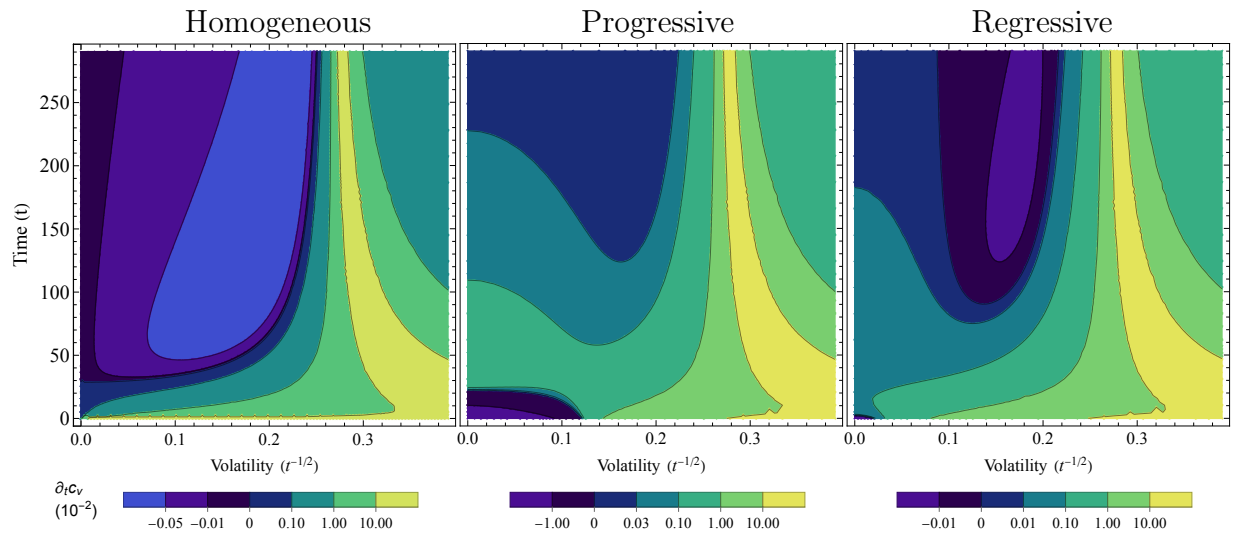 Homogeneous Progressive Regressive
250
200
150
100
50
0
Time (t)
0.0 0.1 0.2 0.3 0.0 0.1 0.2 0.3 0.0 0.1 0.2 0.3
Volatility (t⁻¹/²) Volatility (t⁻¹/²) Volatility (t⁻¹/²)
∂ₜcᵥ
(10⁻²)
−0.05 −0.01 0 0.10 1.00 10.00 −1.00 0 0.03 0.10 1.00 10.00 −0.01 0 0.01 0.10 1.00 10.00